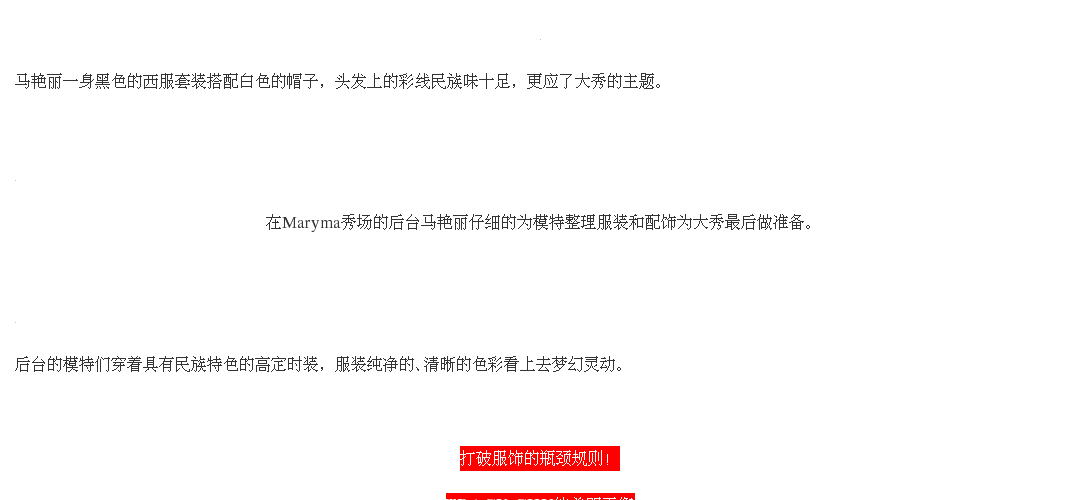 马艳丽一身黑色的西服套装搭配白色的帽子，头发上的彩线民族味十足，更应了大秀的主题。
在Maryma秀场的后台马艳丽仔细的为模特整理服装和配饰为大秀最后做准备。
后台的模特们穿着具有民族特色的高定时装，服装纯净的、清晰的色彩看上去梦幻灵动。
打破服饰的瓶颈规则！